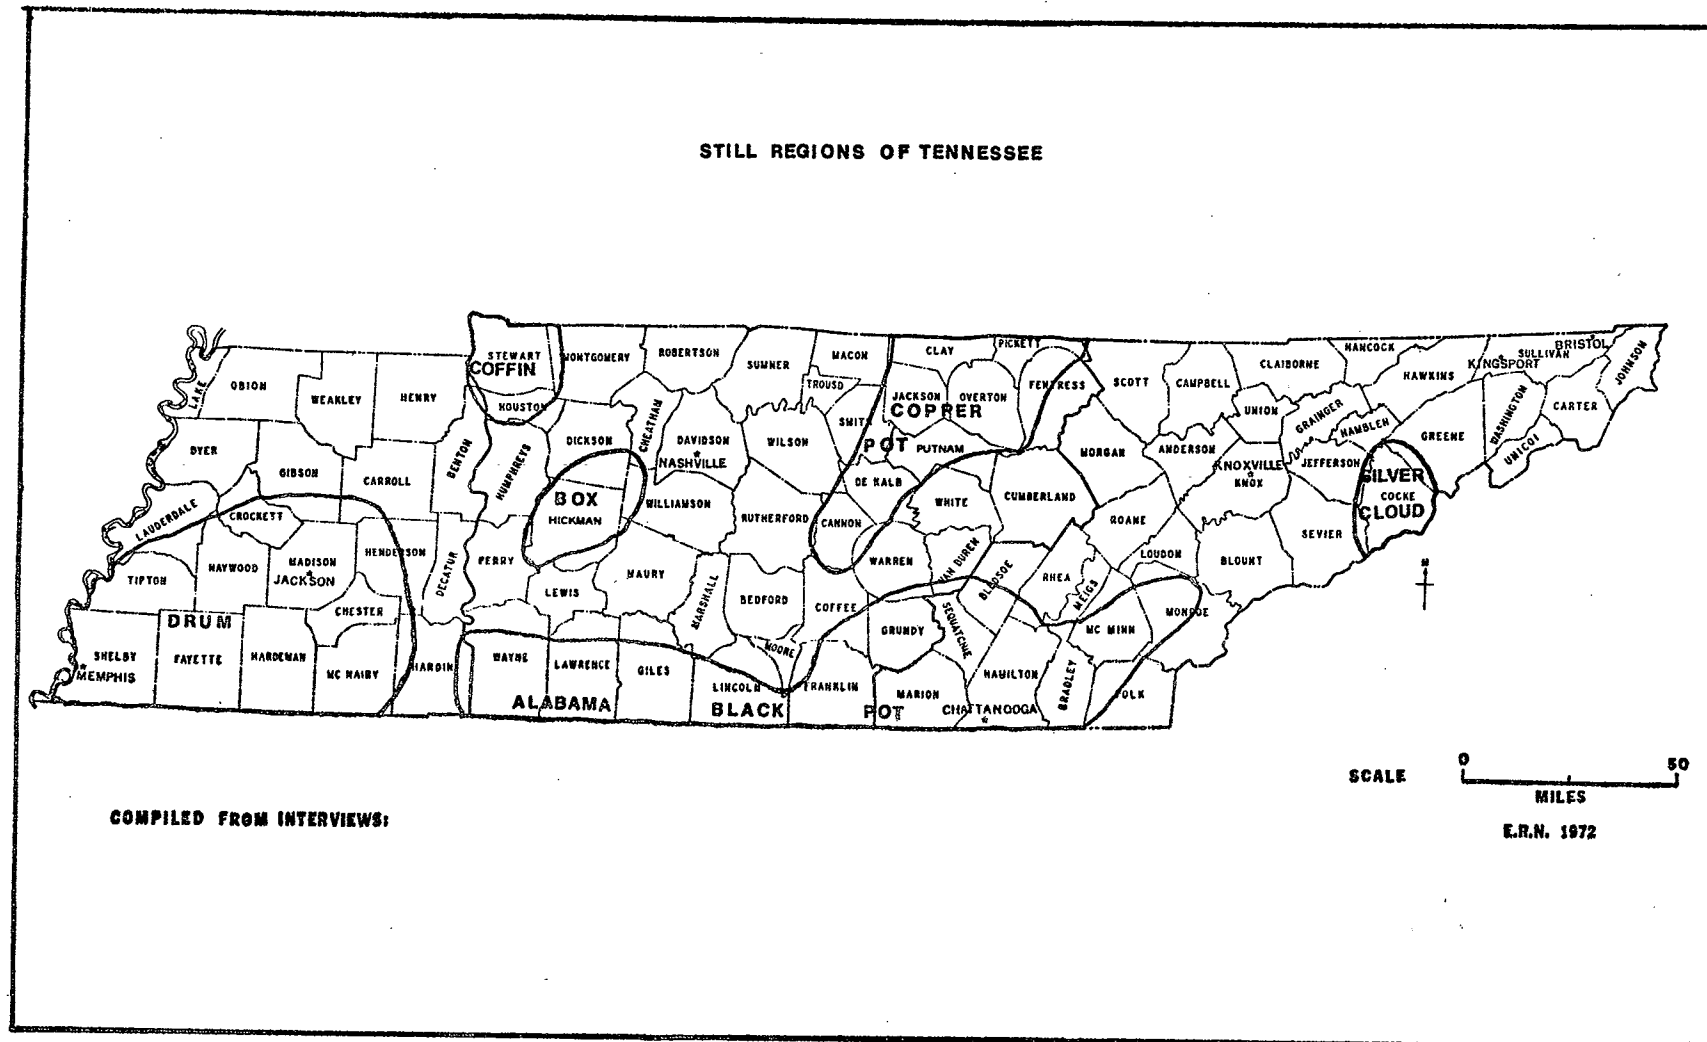 STILL REGIONS OF TENNESSEE
LAKE
OBION
WEAKLEY
HENRY
STEWART
COFFIN
HOUSTON
MONTGOMERY
ROBERTSON
SUMNER
MACON
TROUSD
CLAY
PICKETT
FENTRESS
SCOTT
CAMPBELL
CLAIBORNE
HANCOCK
HAWKINS
KINGSPORT
SULLIVAN
BRISTOL
JOHNSON
DYER
GIBSON
CARROLL
BENTON
HUMPHREYS
DICKSON
CHEATHAM
DAVIDSON
NASHVILLE
WILSON
SMITH
JACKSON
OVERTON
COPPER
POT
PUTNAM
MORGAN
ANDERSON
UNION
GRAINGER
HAMBLEN
GREENE
WASHINGTON
CARTER
UNICOI
LAUDERDALE
CROCKETT
BOX
HICKMAN
WILLIAMSON
RUTHERFORD
CANNON
DE KALB
WHITE
CUMBERLAND
ROANE
KNOXVILLE
KNOX
JEFFERSON
SILVER
COCKE
CLOUD
SEVIER
TIPTON
HAYWOOD
MADISON
JACKSON
HENDERSON
DECATUR
PERRY
LEWIS
MAURY
MARSHALL
BEDFORD
COFFEE
WARREN
VAN BUREN
BLEDSOE
RHEA
MEIGS
LOUDON
BLOUNT
N
DRUM
CHESTER
MOORE
GRUNDY
SEQUATCHIE
MC MINN
MONROE
SHELBY
MEMPHIS
FAYETTE
HARDEMAN
MC NAIRY
HARDIN
WAYNE
LAWRENCE
GILES
LINCOLN
FRANKLIN
MARION
HAMILTON
BRADLEY
POLK
ALABAMA
BLACK
POT
CHATTANOOGA
SCALE
0
50
MILES
COMPILED FROM INTERVIEWS:
E.R.N. 1972